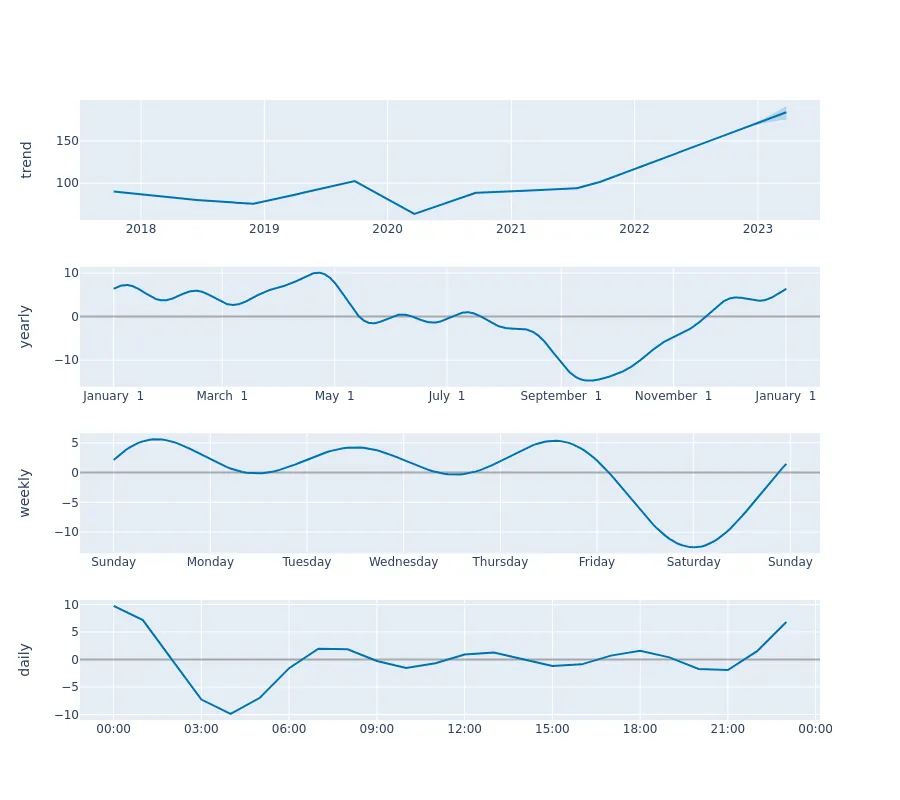 trend
150
100
2018 2019 2020 2021 2022 2023
yearly
10
0
−10
January 1 March 1 May 1 July 1 September 1 November 1 January 1
weekly
5
0
−5
−10
Sunday Monday Tuesday Wednesday Thursday Friday Saturday Sunday
daily
10
5
0
−5
−10
00:00 03:00 06:00 09:00 12:00 15:00 18:00 21:00 00:00